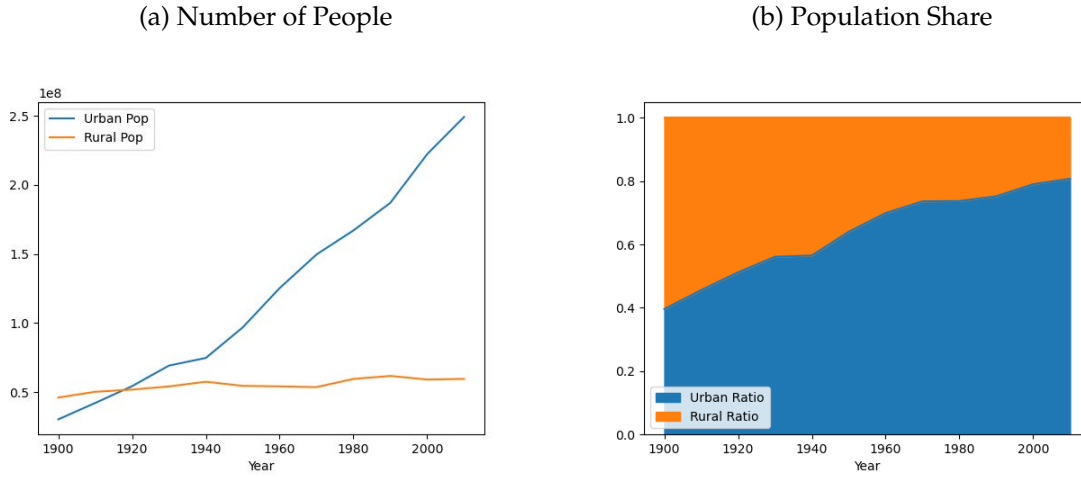 (a) Number of People
1e8
Urban Pop
Rural Pop
2.5
2.0
1.5
1.0
0.5
1900 1920 1940 1960 1980 2000
Year
(b) Population Share
1.0
0.8
0.6
0.4
0.2
0.0
Urban Ratio
Rural Ratio
1900 1920 1940 1960 1980 2000
Year